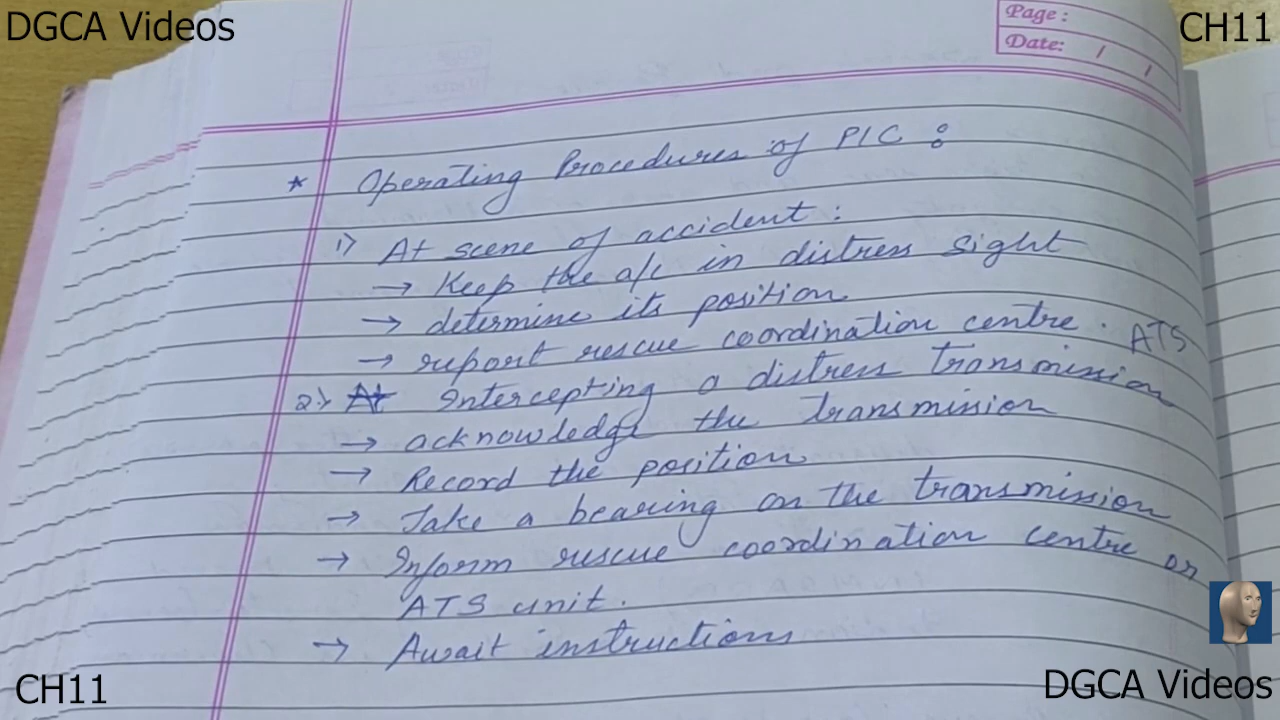 DGCA Videos
CH11
Page:
Date: / /
* Operating Procedures of PIC :
1) At scene of accident :
→ Keep the a/c in distress sight
→ determine its position
→ report rescue coordination centre. ATS
2) At Intercepting a distress transmission
→ acknowledge the transmission
→ Record the position
→ Take a bearing on the transmission
→ Inform rescue coordination centre or
ATS unit.
→ Await instructions
CH11
DGCA Videos